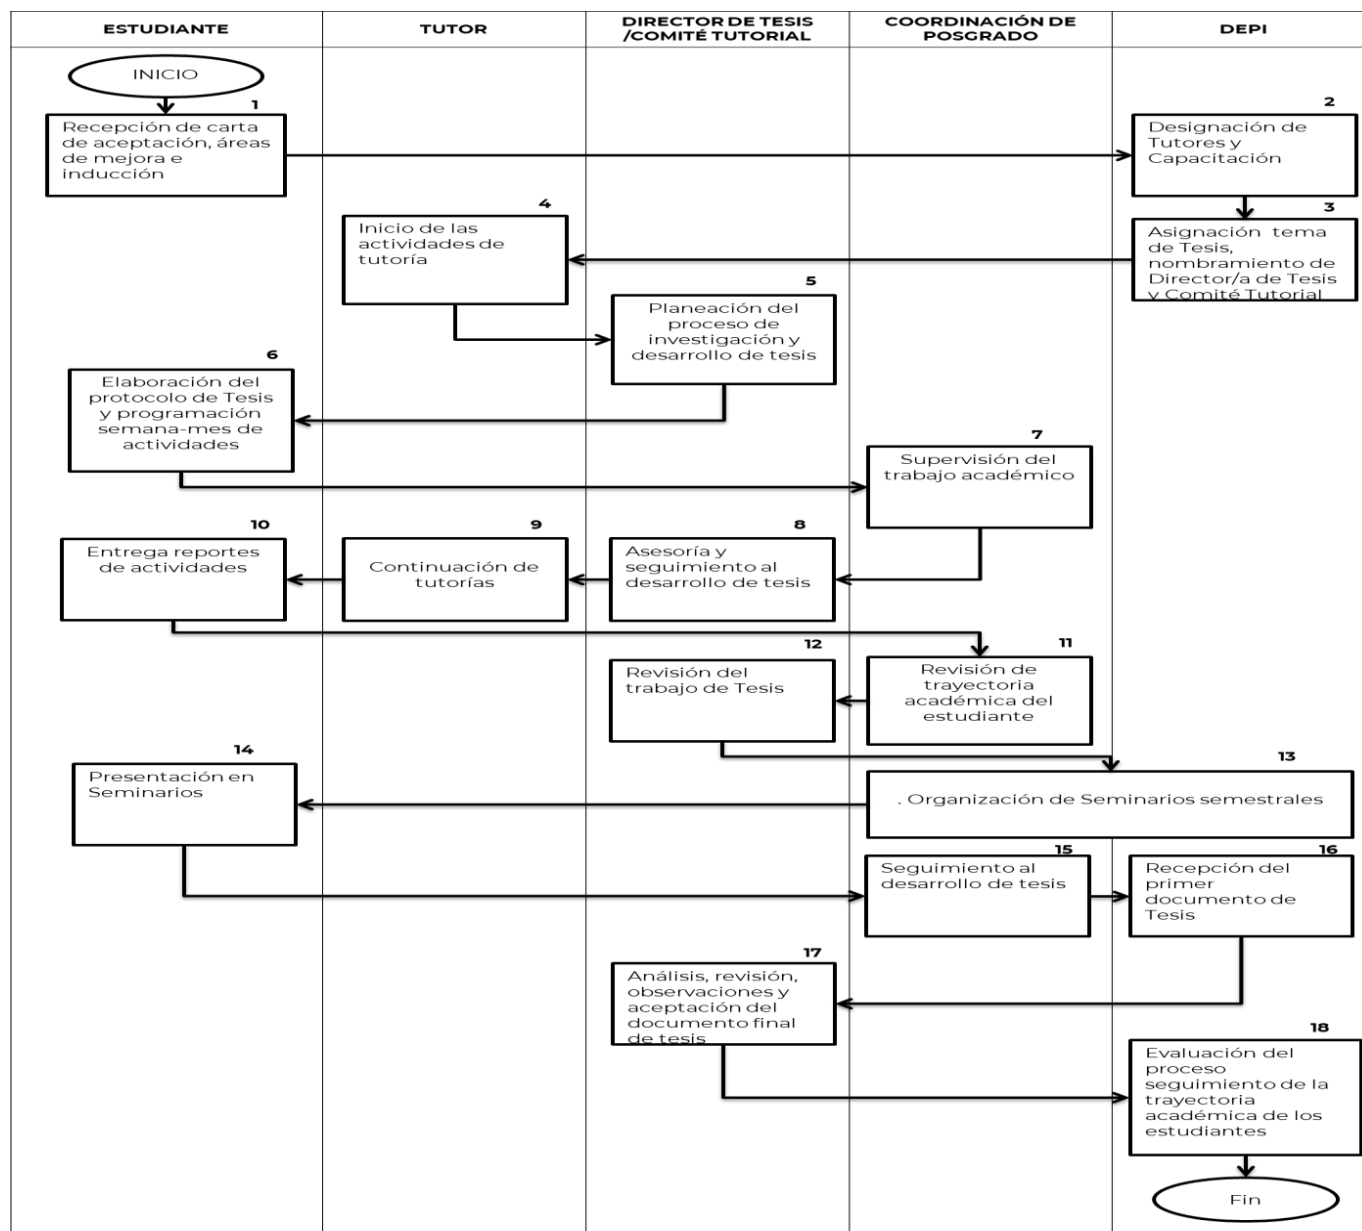 ESTUDIANTE
TUTOR
DIRECTOR DE TESIS
/COMITÉ TUTORIAL
COORDINACIÓN DE
POSGRADO
DEPI
INICIO
1
Recepción de carta
de aceptación, áreas
de mejora e
inducción
2
Designación de
Tutores y
Capacitación
3
Asignación tema
de Tesis,
nombramiento de
Director/a de Tesis
y Comité Tutorial
4
Inicio de las
actividades de
tutoría
5
Planeación del
proceso de
investigación y
desarrollo de tesis
6
Elaboración del
protocolo de Tesis
y programación
semana-mes de
actividades
7
Supervisión del
trabajo académico
8
Asesoría y
seguimiento al
desarrollo de tesis
9
Continuación de
tutorías
10
Entrega reportes
de actividades
11
Revisión de
trayectoria
académica del
estudiante
12
Revisión del
trabajo de Tesis
13
. Organización de Seminarios semestrales
14
Presentación en
Seminarios
15
Seguimiento al
desarrollo de tesis
16
Recepción del
primer
documento de
Tesis
17
Análisis, revisión,
observaciones y
aceptación del
documento final
de tesis
18
Evaluación del
proceso
seguimiento de la
trayectoria
académica de los
estudiantes
Fin